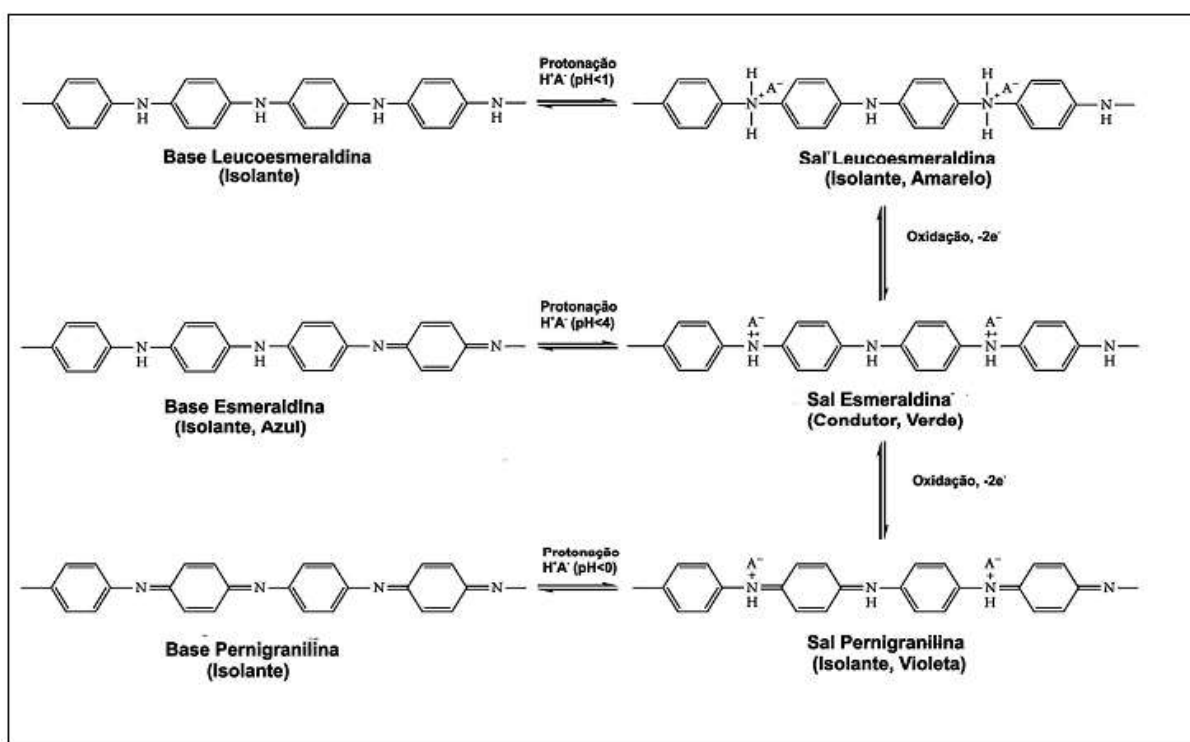 Protonação
H⁺A⁻ (pH<1)
N
H
N
H
N
H
N
H
H
A⁻
N
+
H
N
H
H
A⁻
N
+
H
N
H
Base Leucoesmeraldina
(Isolante)
Sal Leucoesmeraldina
(Isolante, Amarelo)
Oxidação, -2e⁻
Protonação
H⁺A⁻ (pH<4)
N
H
N
H
N
N
A⁻
+•
N
H
N
H
A⁻
+•
N
H
N
H
Base Esmeraldina
(Isolante, Azul)
Sal Esmeraldina
(Condutor, Verde)
Oxidação, -2e⁻
Protonação
H⁺A⁻ (pH<0)
N
N
N
N
A⁻
+
N
H
N
H
A⁻
+
N
H
N
Base Pernigranilina
(Isolante)
Sal Pernigranilina
(Isolante, Violeta)